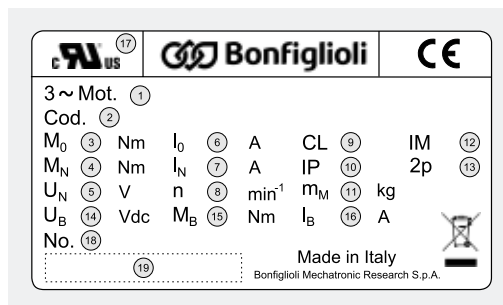 c RU us 17 Bonfiglioli CE
3 ~ Mot. 1
Cod. 2
M0 3 Nm I0 6 A CL 9 IM 12
MN 4 Nm IN 7 A IP 10 2p 13
UN 5 V n 8 min-1 mM 11 kg
UB 14 Vdc MB 15 Nm IB 16 A
No. 18
19
Made in Italy
Bonfiglioli Mechatronic Research S.p.A.